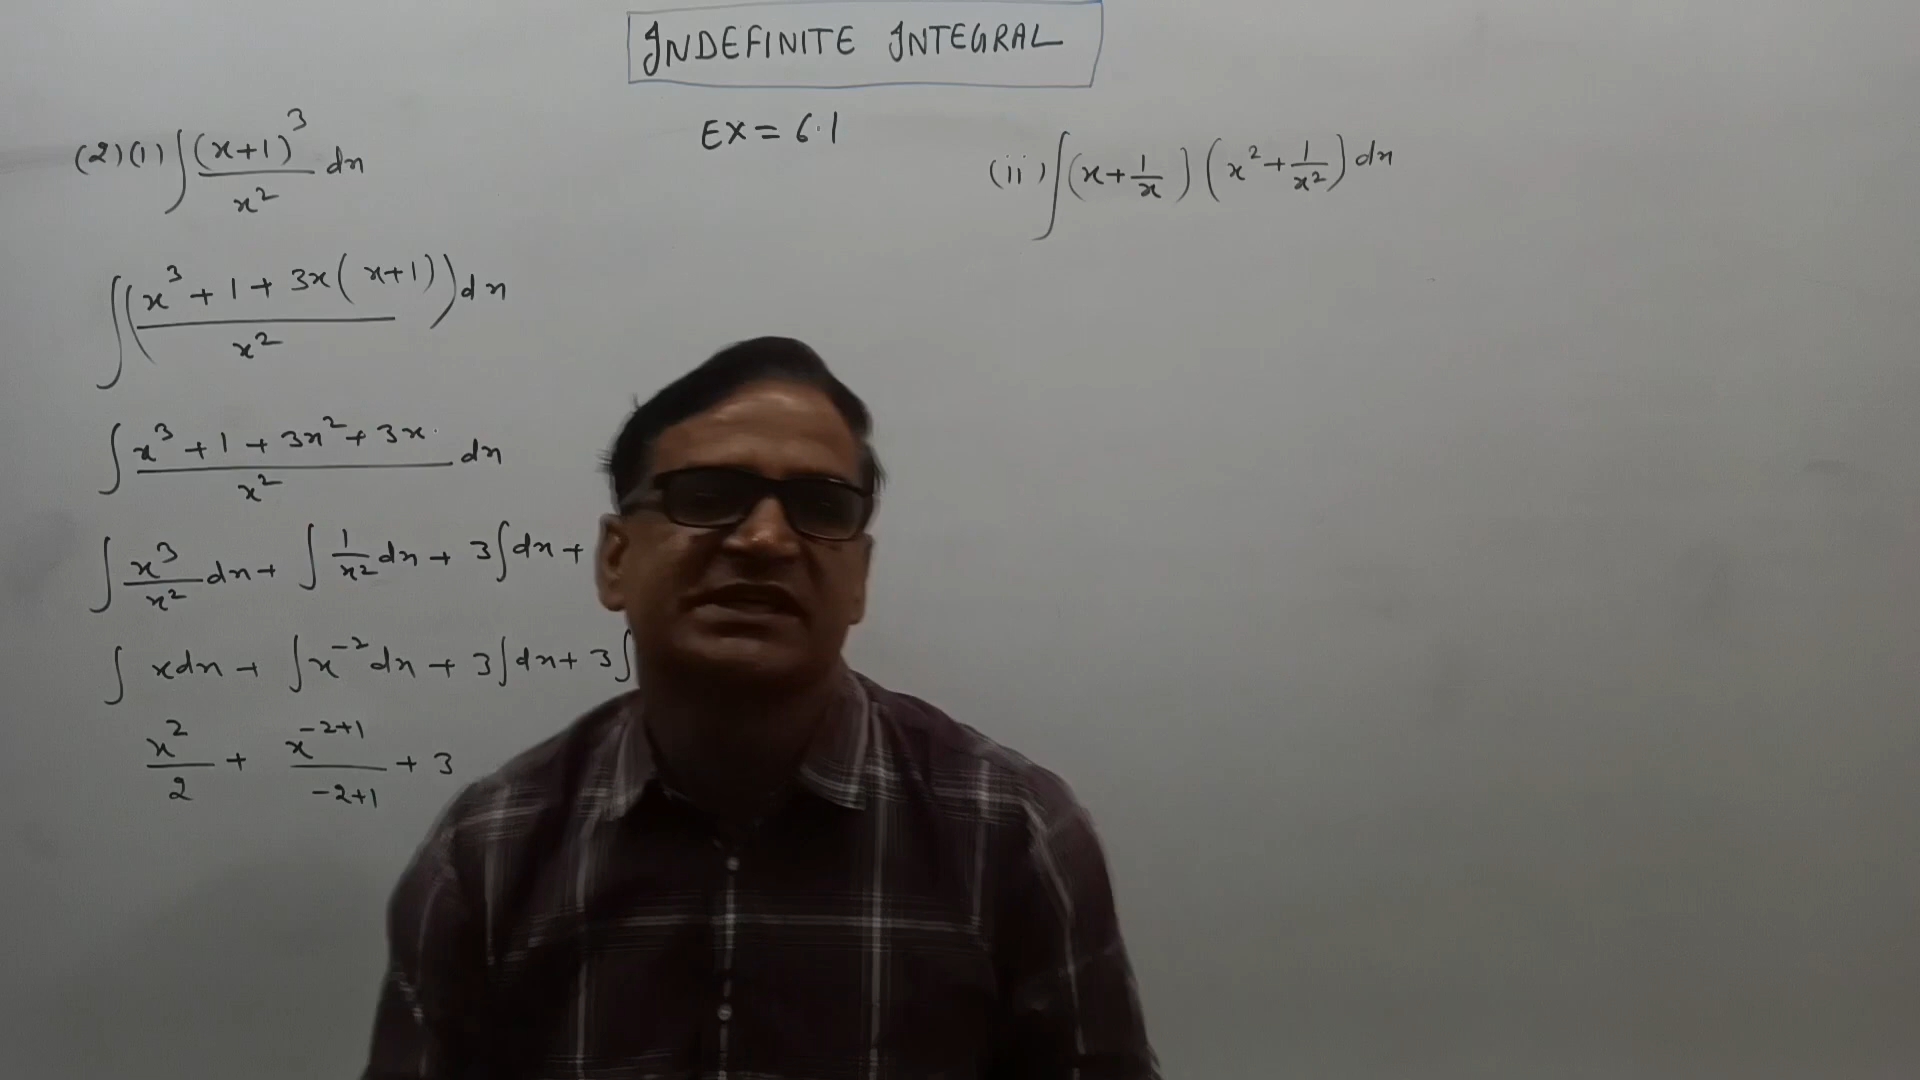 INDEFINITE INTEGRAL
EX = 6.1
(2)(i) ∫ (x+1)³/x² dx
∫ ((x³ + 1 + 3x(x+1))/x²) dx
∫ (x³ + 1 + 3x² + 3x)/x² dx
∫ x³/x² dx + ∫ 1/x² dx + 3∫dx +
∫ xdx + ∫x⁻² dx + 3∫dx + 3∫
x²/2 + x⁻²⁺¹/-2+1 + 3
(ii) ∫(x + 1/x) (x² + 1/x²) dx